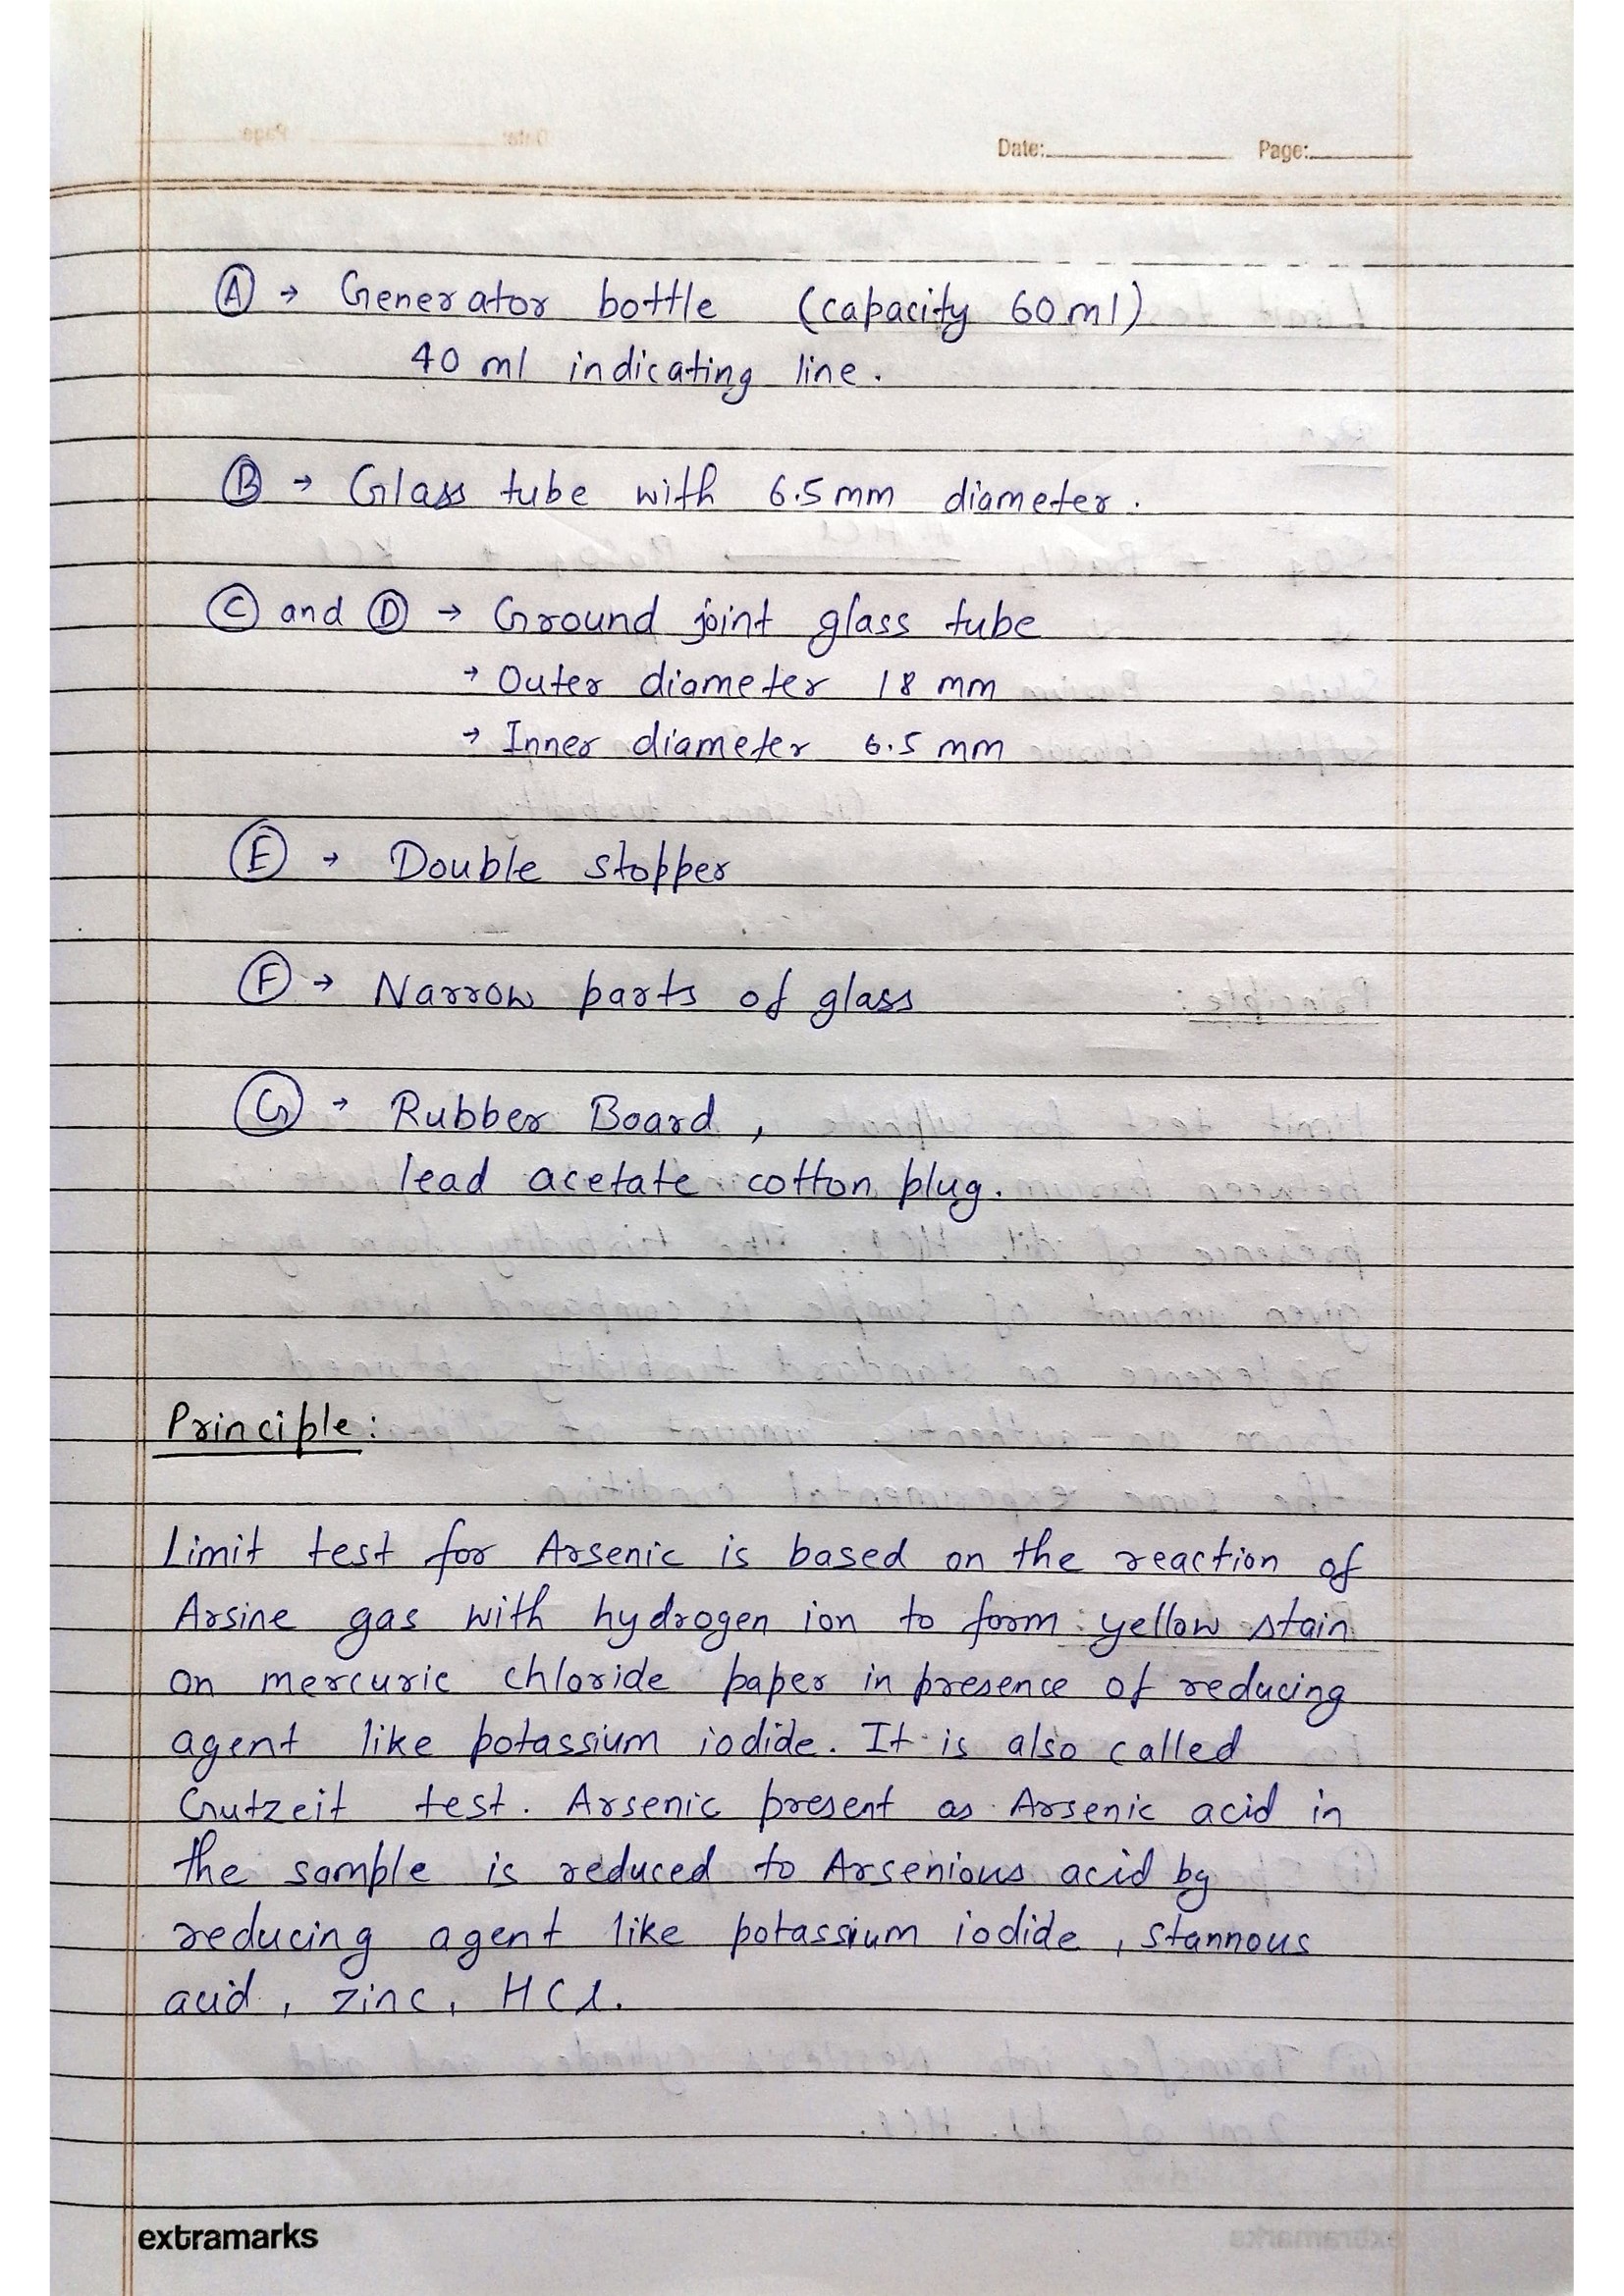 Date: Page:
Ⓐ → Generator bottle (capacity 60 ml)
40 ml indicating line.
Ⓑ → Glass tube with 6.5 mm diameter.
Ⓒ and Ⓓ → Ground joint glass tube
→ Outer diameter 18 mm
→ Inner diameter 6.5 mm
Ⓔ → Double stopper
Ⓕ → Narrow parts of glass
Ⓖ → Rubber Board,
lead acetate cotton plug.
Principle:
Limit test for Arsenic is based on the reaction of
Arsine gas with hydrogen ion to form yellow stain
on mercuric chloride paper in presence of reducing
agent like potassium iodide. It is also called
Gutzeit test. Arsenic present as Arsenic acid in
the sample is reduced to Arsenious acid by
reducing agent like potassium iodide, stannous
acid, zinc, HCl.
extramarks